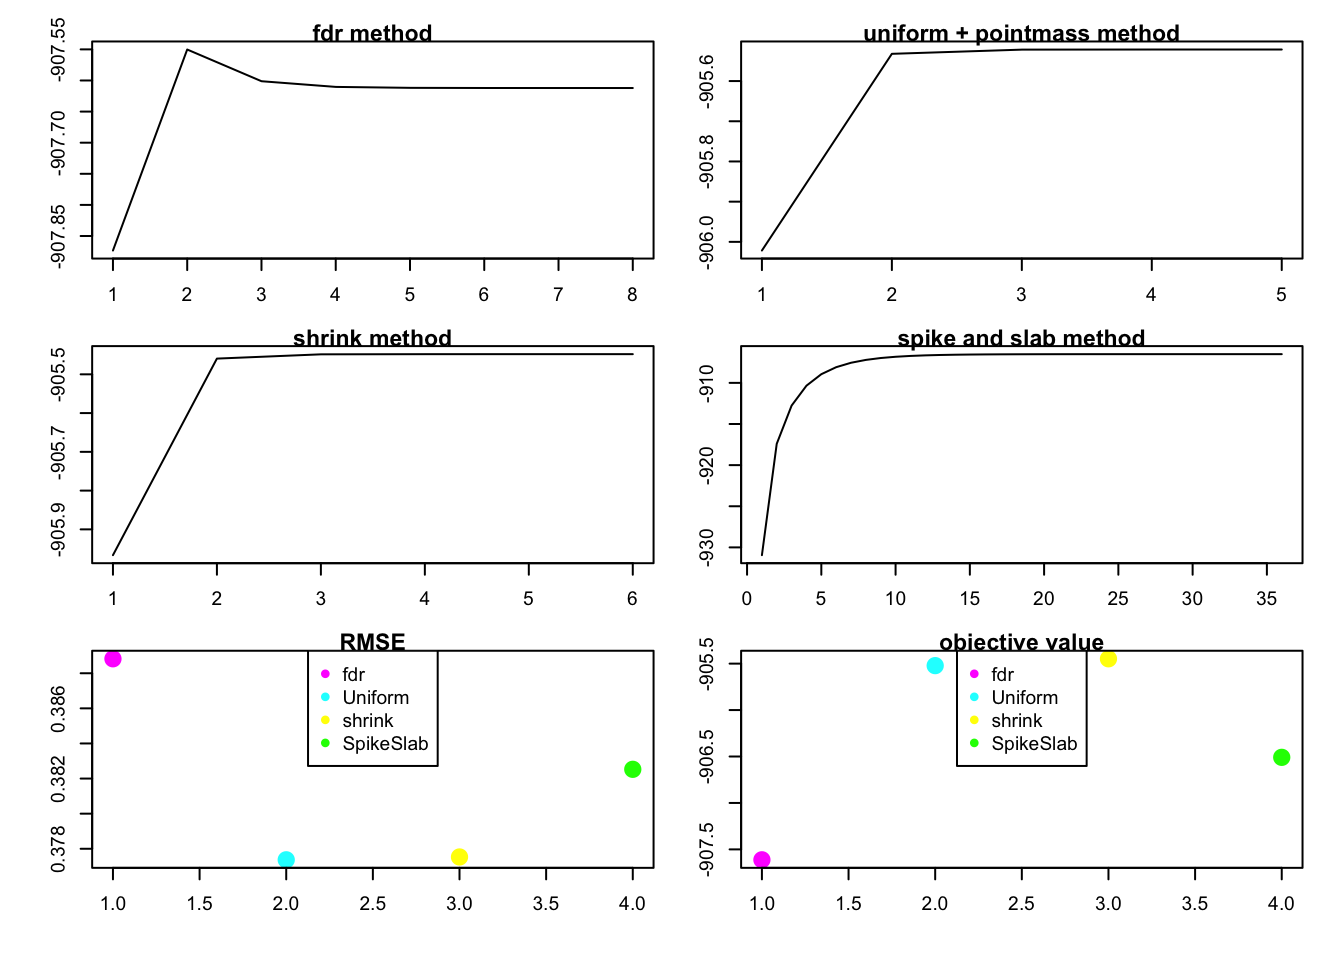 fdr method
-907.55
-907.70
-907.85
1 2 3 4 5 6 7 8
uniform + pointmass method
-905.6
-905.8
-906.0
1 2 3 4 5
shrink method
-905.5
-905.7
-905.9
1 2 3 4 5 6
spike and slab method
-910
-920
-930
0 5 10 15 20 25 30 35
RMSE
0.386
0.382
0.378
fdr
Uniform
shrink
SpikeSlab
1.0 1.5 2.0 2.5 3.0 3.5 4.0
objective value
-905.5
-906.5
-907.5
fdr
Uniform
shrink
SpikeSlab
1.0 1.5 2.0 2.5 3.0 3.5 4.0